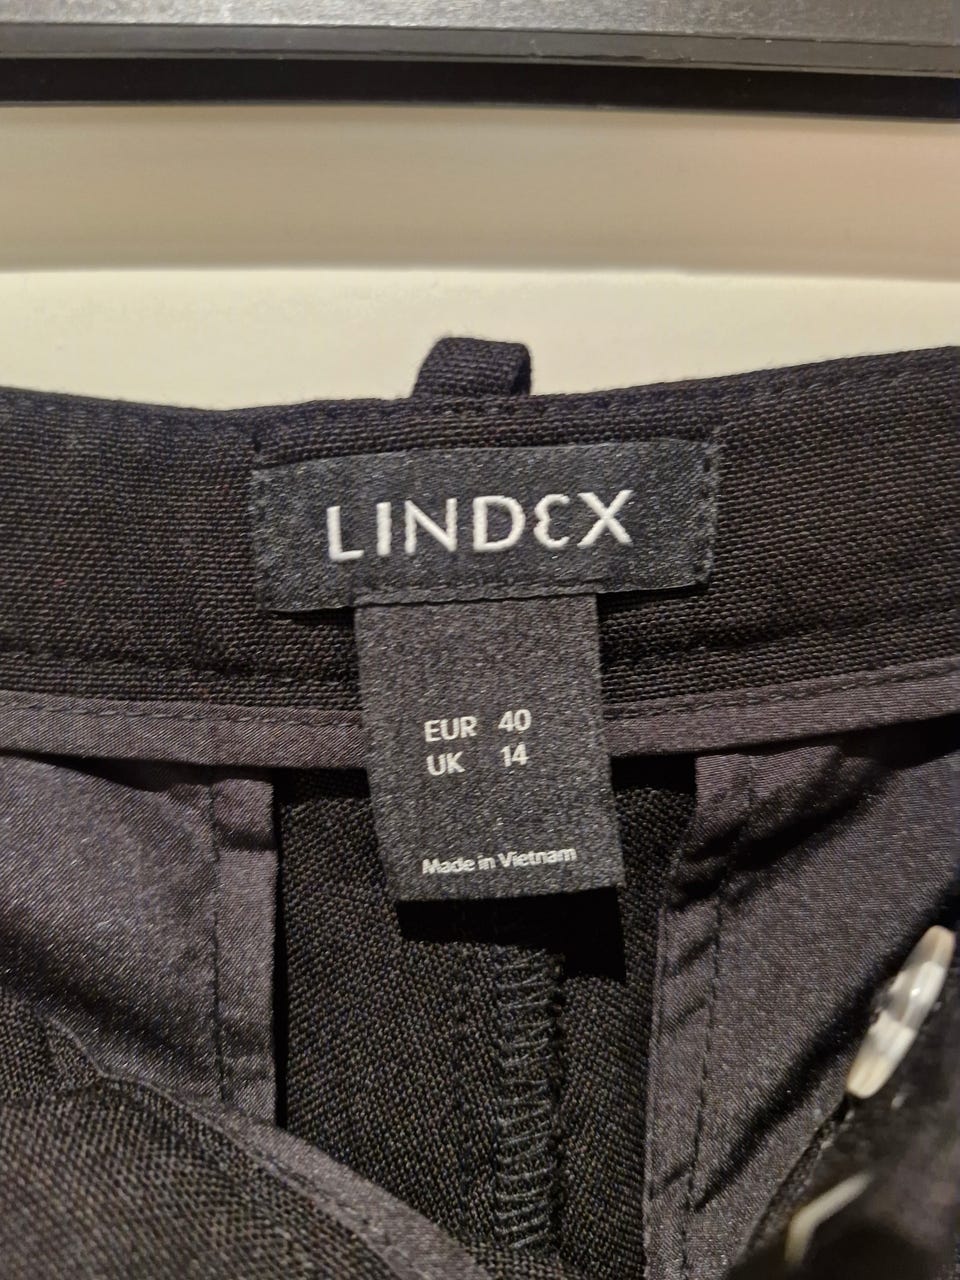 LINDEX
EUR 40
UK 14
Made in Vietnam